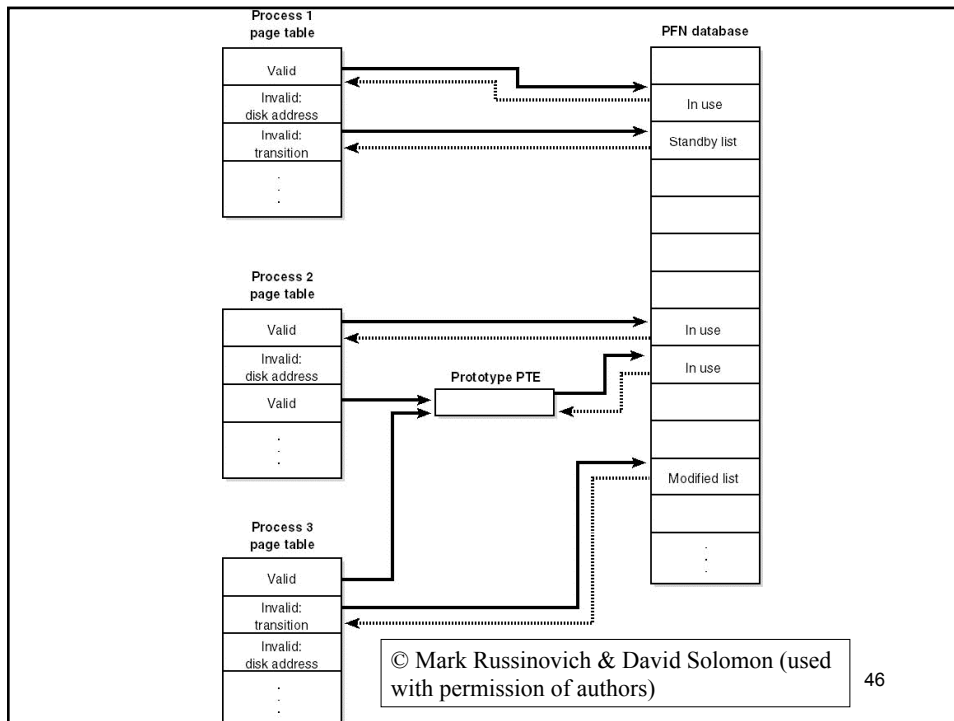 Process 1
page table
Valid
Invalid:
disk address
Invalid:
transition
.
.
.
Process 2
page table
Valid
Invalid:
disk address
Valid
.
.
.
Process 3
page table
Valid
Invalid:
transition
Invalid:
disk address
.
.
.
Prototype PTE
PFN database
In use
Standby list
In use
In use
Modified list
.
.
.
© Mark Russinovich & David Solomon (used
with permission of authors)
46